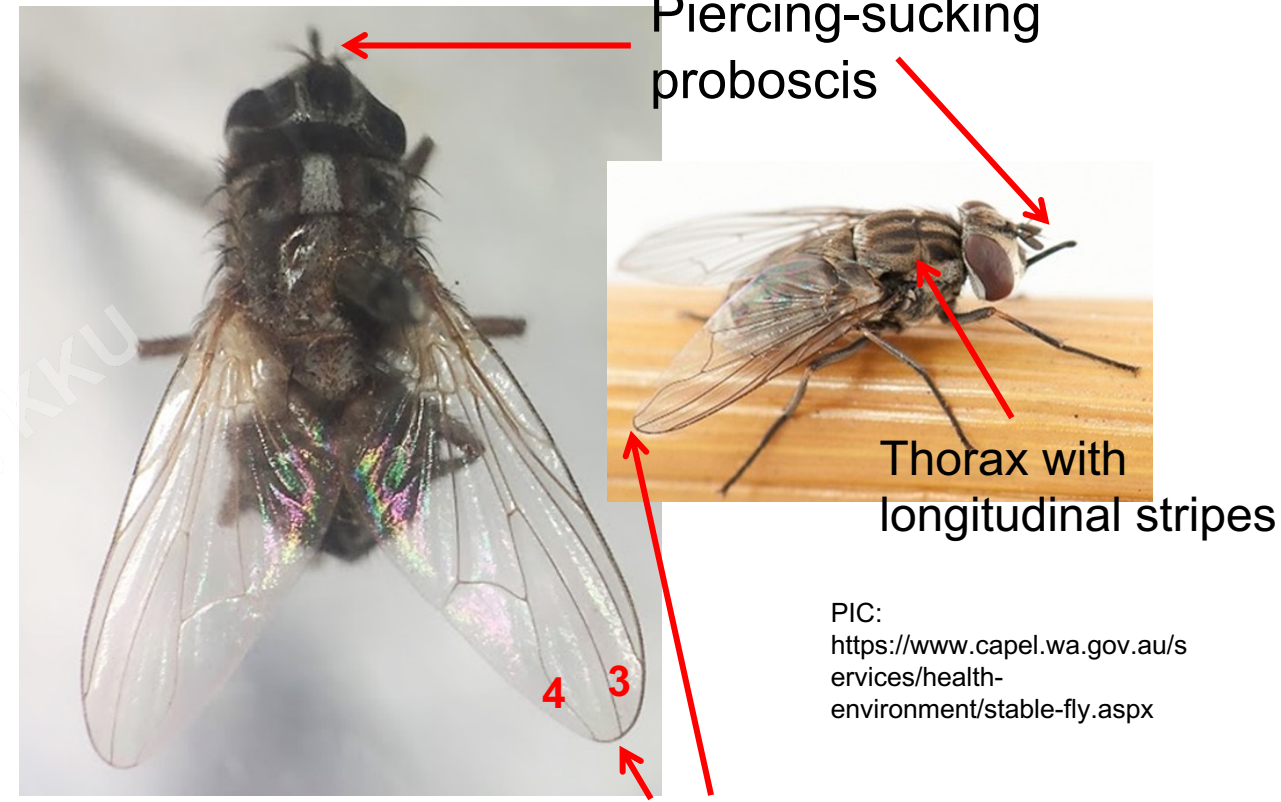 Piercing-sucking
proboscis
Thorax with
longitudinal stripes
PIC:
https://www.capel.wa.gov.au/s
ervices/health-
environment/stable-fly.aspx
KKU
4
3